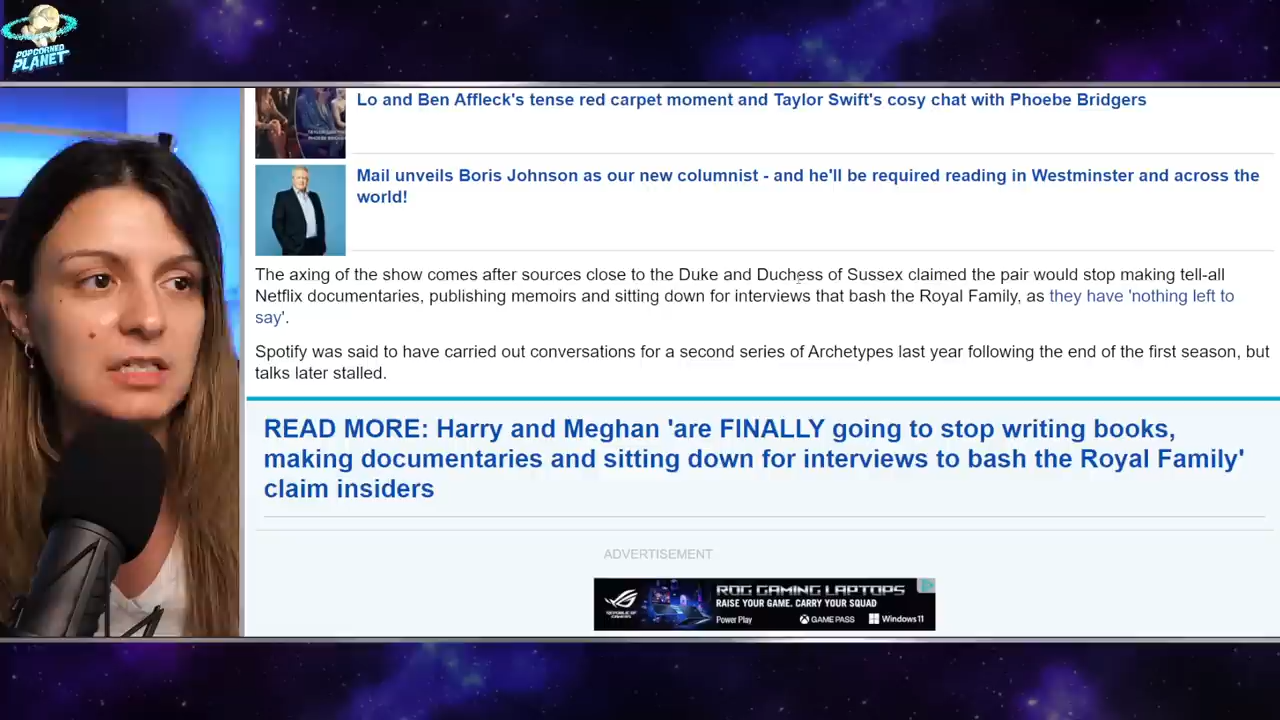 POPCORNED
PLANET
Lo and Ben Affleck's tense red carpet moment and Taylor Swift's cosy chat with Phoebe Bridgers
Mail unveils Boris Johnson as our new columnist - and he'll be required reading in Westminster and across the
world!
The axing of the show comes after sources close to the Duke and Duchess of Sussex claimed the pair would stop making tell-all
Netflix documentaries, publishing memoirs and sitting down for interviews that bash the Royal Family, as they have 'nothing left to
say'.
Spotify was said to have carried out conversations for a second series of Archetypes last year following the end of the first season, but
talks later stalled.
READ MORE: Harry and Meghan 'are FINALLY going to stop writing books,
making documentaries and sitting down for interviews to bash the Royal Family'
claim insiders
ADVERTISEMENT
ROG GAMING LAPTOPS
RAISE YOUR GAME. CARRY YOUR SQUAD
Power Play GAME PASS Windows 11